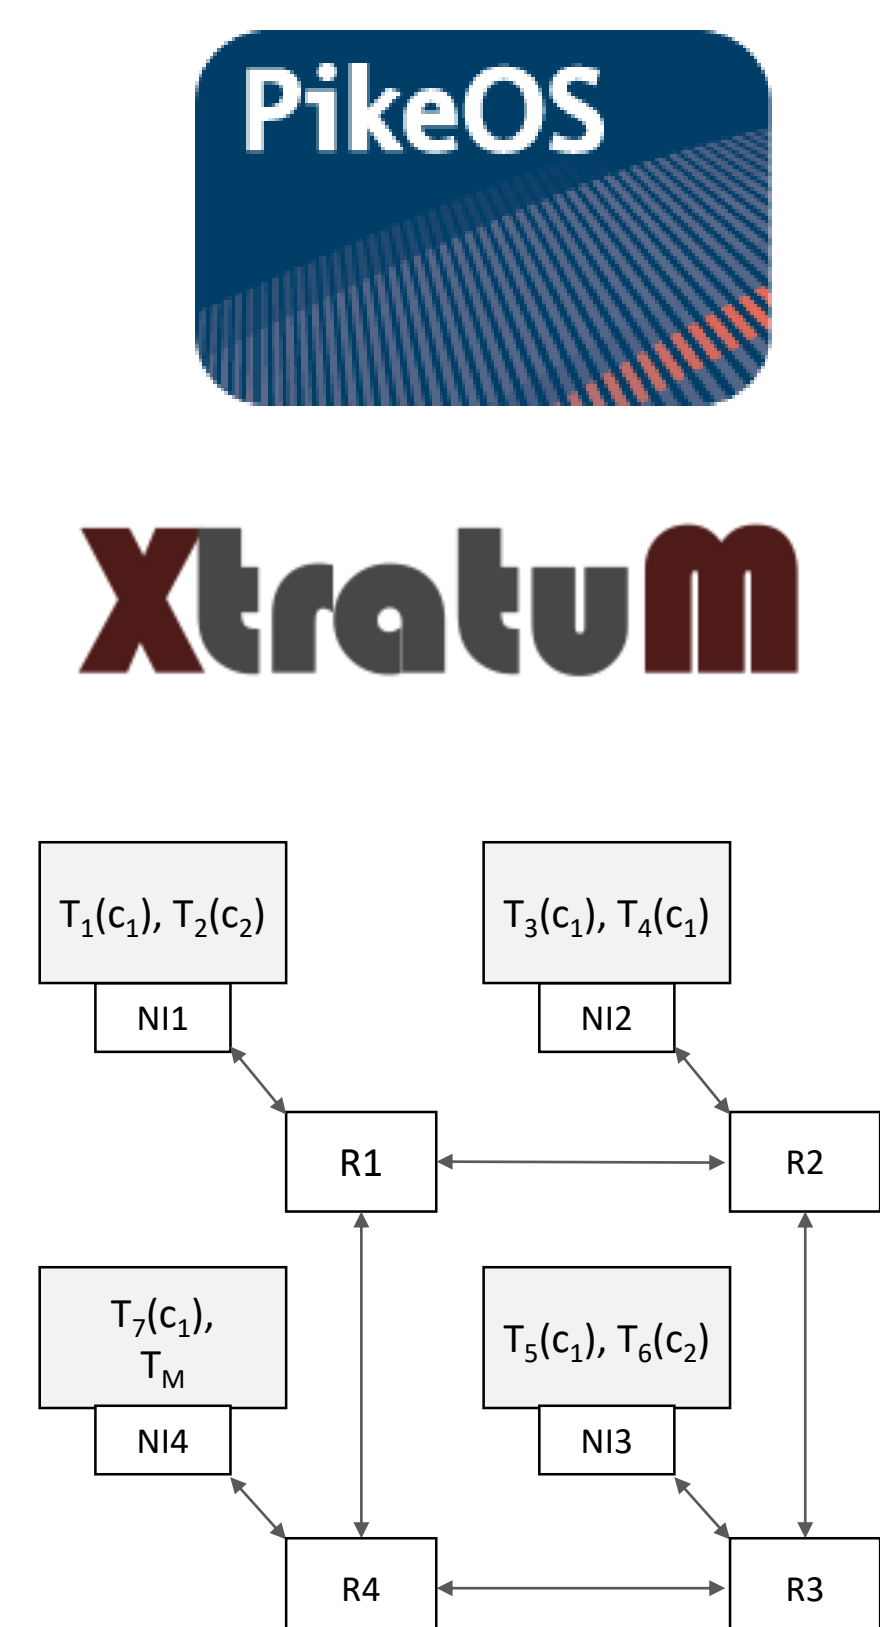 PikeOS
XtratuM
T₁(c₁), T₂(c₂)
T₃(c₁), T₄(c₁)
NI1
NI2
R1
R2
T₇(c₁),
T_M
T₅(c₁), T₆(c₂)
NI4
NI3
R4
R3